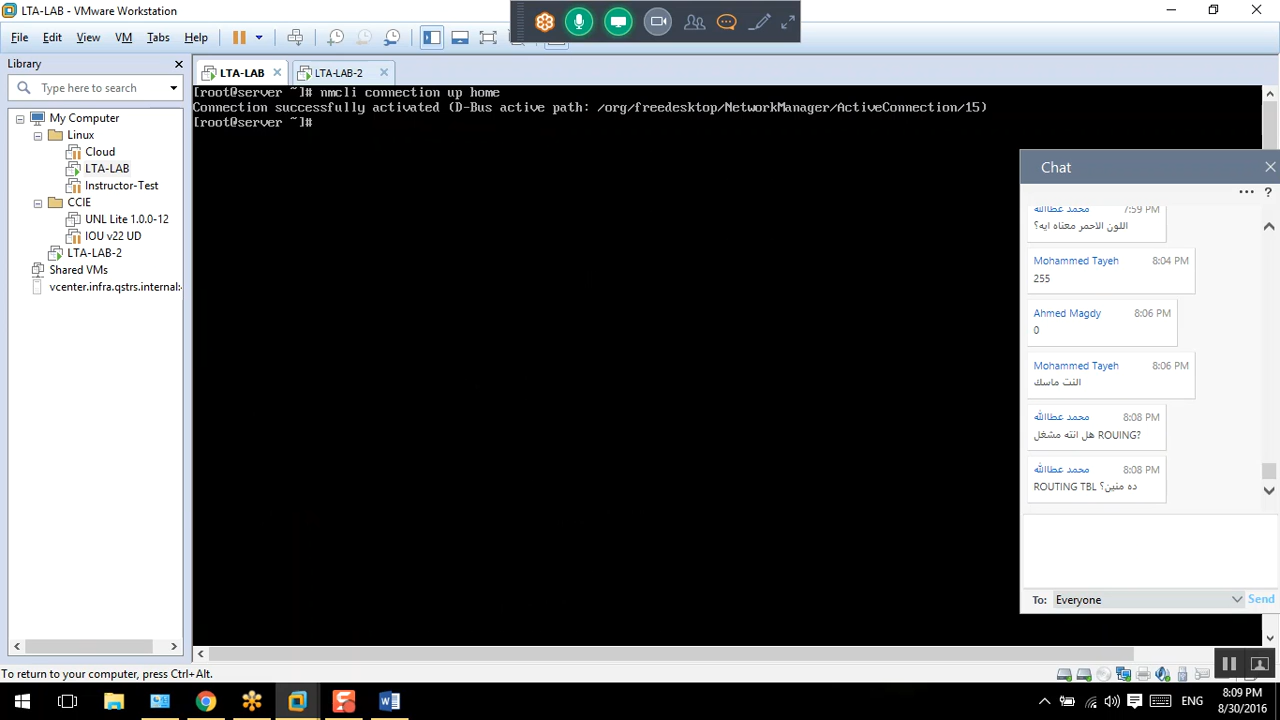 LTA-LAB - VMware Workstation
File Edit View VM Tabs Help
Library
Type here to search
My Computer
Linux
Cloud
LTA-LAB
Instructor-Test
CCIE
UNL Lite 1.0.0-12
IOU v22 UD
LTA-LAB-2
Shared VMs
vcenter.infra.qstrs.internal:
LTA-LAB
LTA-LAB-2
[root@server ~]# nmcli connection up home
Connection successfully activated (D-Bus active path: /org/freedesktop/NetworkManager/ActiveConnection/15)
[root@server ~]#
Chat
محمد عطاالله 7:59 PM
اللون الاحمر معناه ايه؟
Mohammed Tayeh 8:04 PM
255
Ahmed Magdy 8:06 PM
0
Mohammed Tayeh 8:06 PM
النت ماسك
محمد عطاالله 8:08 PM
هل انته مشغل ROUING?
محمد عطاالله 8:08 PM
ROUTING TBL ده منين؟
To: Everyone Send
To return to your computer, press Ctrl+Alt.
ENG
8:09 PM
8/30/2016